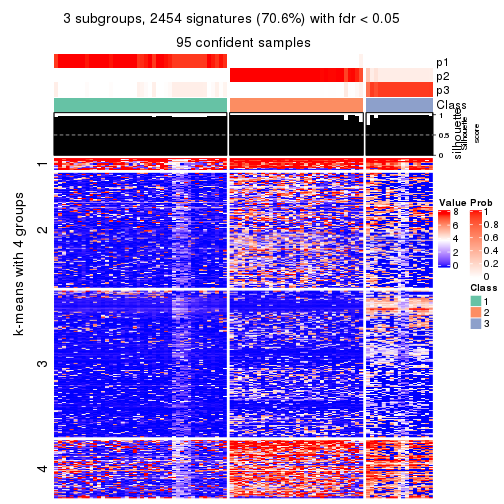 3 subgroups, 2454 signatures (70.6%) with fdr < 0.05
95 confident samples
p1
p2
p3
Class
1
0.5
0
silhouette
Silhouette
score
k-means with 4 groups
1
2
3
4
Value
8
6
4
2
0
Prob
1
0.8
0.6
0.4
0.2
0
Class
1
2
3